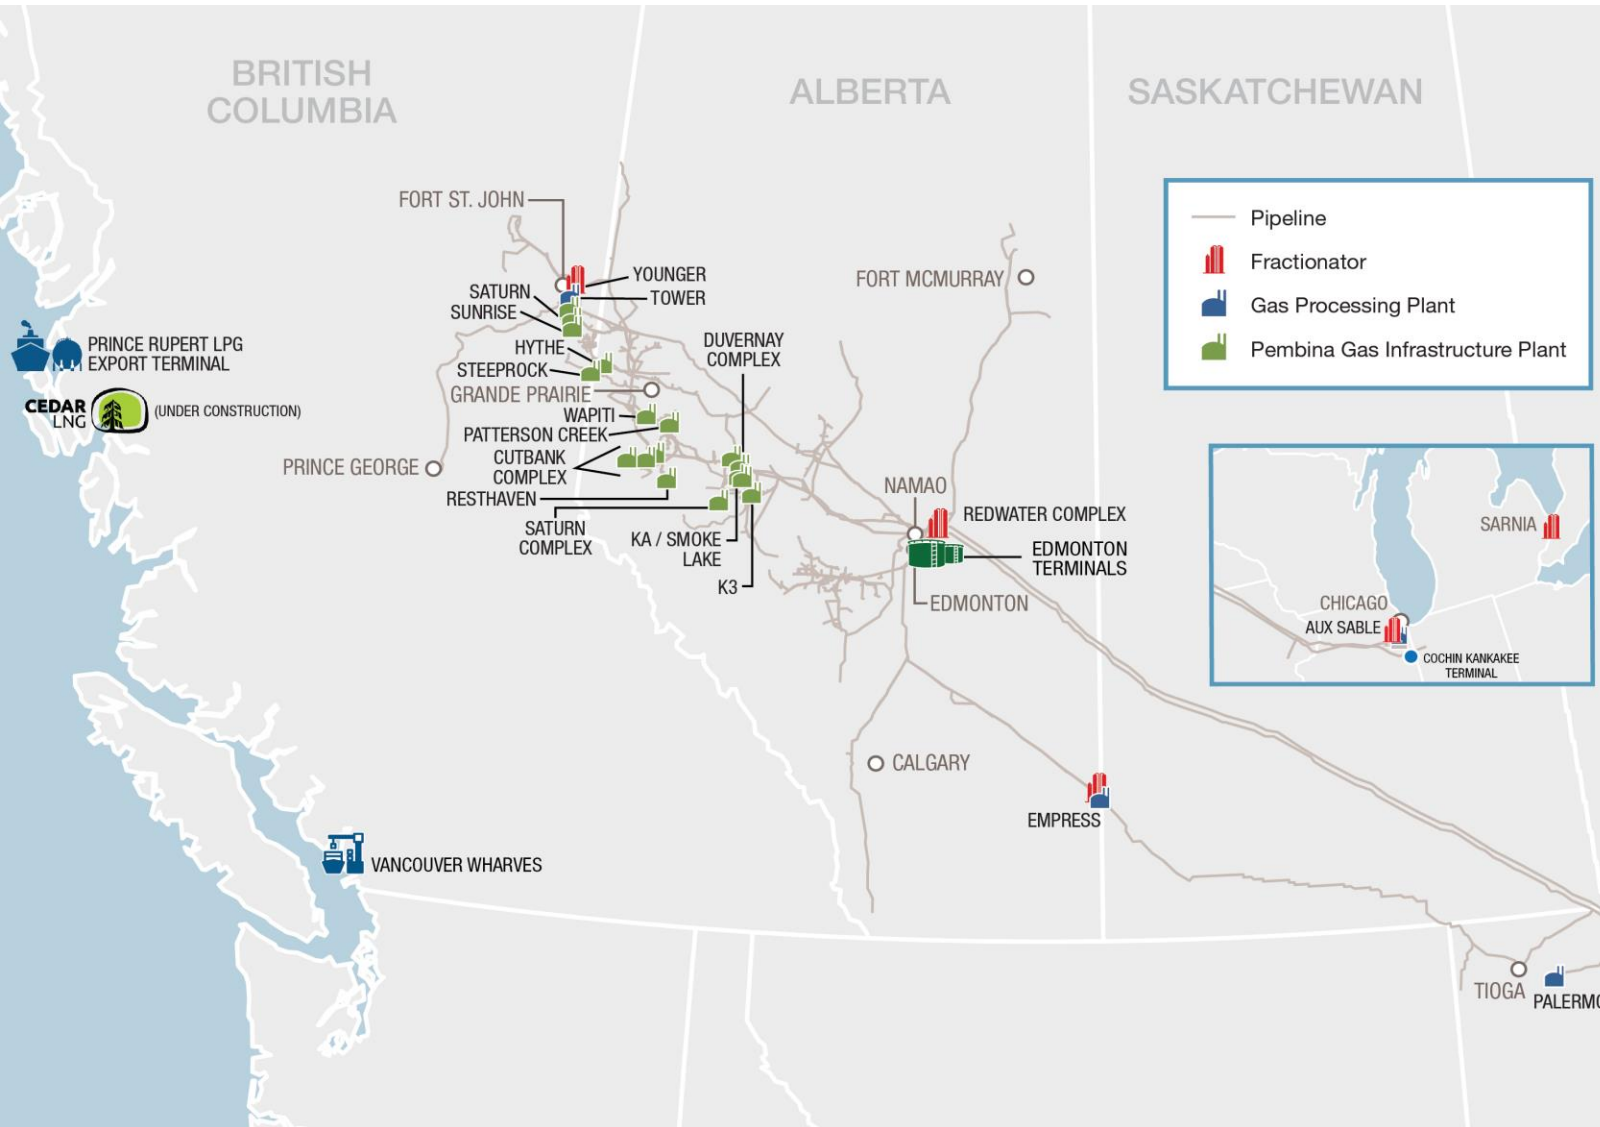 BRITISH
COLUMBIA
ALBERTA
SASKATCHEWAN
Pipeline
Fractionator
Gas Processing Plant
Pembina Gas Infrastructure Plant
FORT ST. JOHN
YOUNGER
TOWER
SATURN
SUNRISE
HYTHE
STEEPROCK
GRANDE PRAIRIE
WAPITI
PATTERSON CREEK
CUTBANK
COMPLEX
RESTHAVEN
SATURN
COMPLEX
KA / SMOKE
LAKE
K3
DUVERNAY
COMPLEX
FORT MCMURRAY
PRINCE RUPERT LPG
EXPORT TERMINAL
CEDAR
LNG
(UNDER CONSTRUCTION)
PRINCE GEORGE
NAMAO
REDWATER COMPLEX
EDMONTON
TERMINALS
EDMONTON
CALGARY
EMPRESS
VANCOUVER WHARVES
SARNIA
CHICAGO
AUX SABLE
COCHIN KANKAKEE
TERMINAL
TIOGA
PALERMO